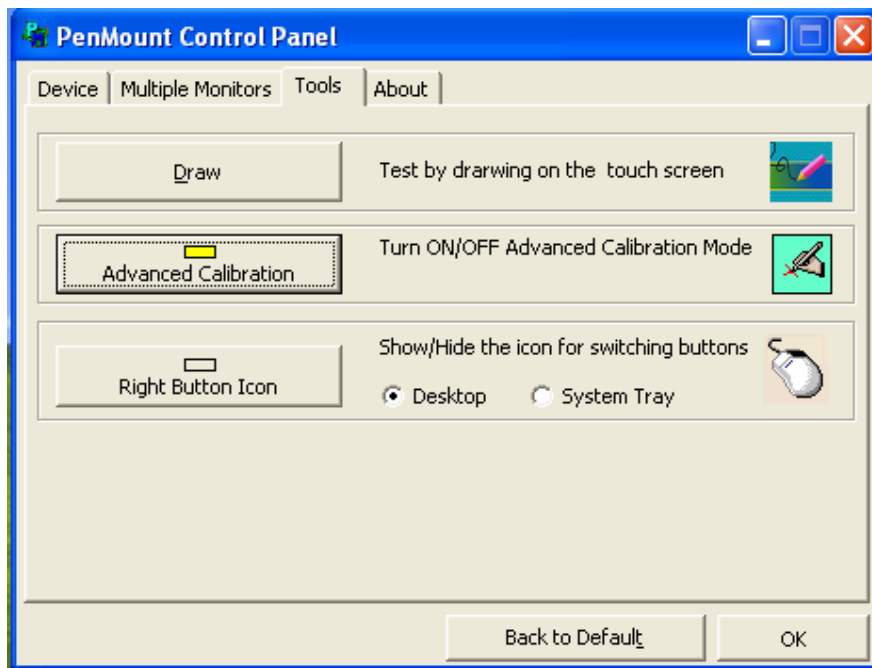 PenMount Control Panel
Device Multiple Monitors Tools About
Draw
Test by drarwing on the touch screen
Advanced Calibration
Turn ON/OFF Advanced Calibration Mode
Right Button Icon
Show/Hide the icon for switching buttons
Desktop System Tray
Back to Default OK